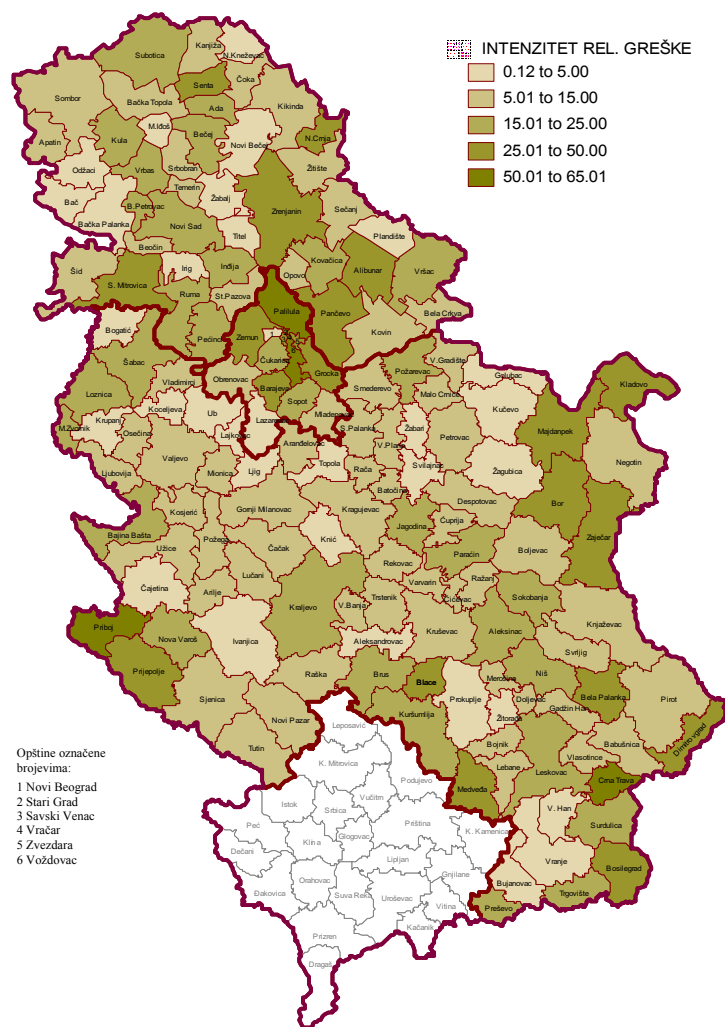 INTENZITET REL. GREŠKE
0.12 to 5.00
5.01 to 15.00
15.01 to 25.00
25.01 to 50.00
50.01 to 65.01
Subotica
Kanjiža
N.Kneževac
Sombor
Bačka Topola
Senta
Čoka
Kikinda
Ada
Apatin
Kula
M.Iđoš
Bečej
Novi Bečej
N.Crnja
Odžaci
Vrbas
Srbobran
Žitište
Temerin
Bač
B.Petrovac
Žabalj
Zrenjanin
Sečanj
Bačka Palanka
Novi Sad
Titel
Plandište
Beočin
Kovačica
Šid
S. Mitrovica
Irig
Inđija
Opovo
Alibunar
Vršac
Ruma
St.Pazova
Palilula
Pančevo
Bela Crkva
Bogatić
Pećinci
Zemun
1
Kovin
Šabac
Čukarica
Grocka
V.Gradište
Golubac
Loznica
Vladimirci
Obrenovac
Barajevo
Smederevo
Požarevac
Malo Crniće
Kladovo
Koceljeva
Ub
Sopot
Kučevo
M.Zvornik
Krupanj
Osečina
Lajkovac
Lazarevac
Mladenovac
S.Palanka
Žabari
Petrovac
Majdanpek
Negotin
Ljubovija
Valjevo
Mionica
Ljig
Aranđelovac
Topola
V.Plana
Svilajnac
Žagubica
Rača
Batočina
Kosjerić
Gornji Milanovac
Kragujevac
Despotovac
Bor
Bajina Bašta
Užice
Požega
Čačak
Knić
Jagodina
Ćuprija
Boljevac
Zaječar
Čajetina
Arilje
Lučani
Rekovac
Paraćin
Varvarin
Ražanj
Ćićevac
Sokobanja
Kraljevo
V.Banja
Trstenik
Priboj
Nova Varoš
Ivanjica
Aleksandrovac
Kruševac
Aleksinac
Knjaževac
Svrljig
Prijepolje
Raška
Brus
Blace
Merošina
Niš
Bela Palanka
Pirot
Sjenica
Prokuplje
Doljevac
Gadžin Han
Novi Pazar
Kuršumlija
Žitorađa
Dimitrovgrad
Leposavić
Babušnica
Tutin
Bojnik
Vlasotince
K. Mitrovica
Lebane
Leskovac
Opštine označene
brojevima:
Podujevo
Medveđa
Crna Trava
Vučitrn
1 Novi Beograd
Istok
Srbica
V. Han
2 Stari Grad
Peć
Priština
Surdulica
3 Savski Venac
Klina
Glogovac
K. Kamenica
4 Vračar
Dečani
Lipljan
Vranje
5 Zvezdara
Bosilegrad
6 Voždovac
Gnjilane
Đakovica
Orahovac
Suva Reka
Uroševac
Bujanovac
Trgovište
Vitina
Preševo
Kačanik
Prizren
Dragaš